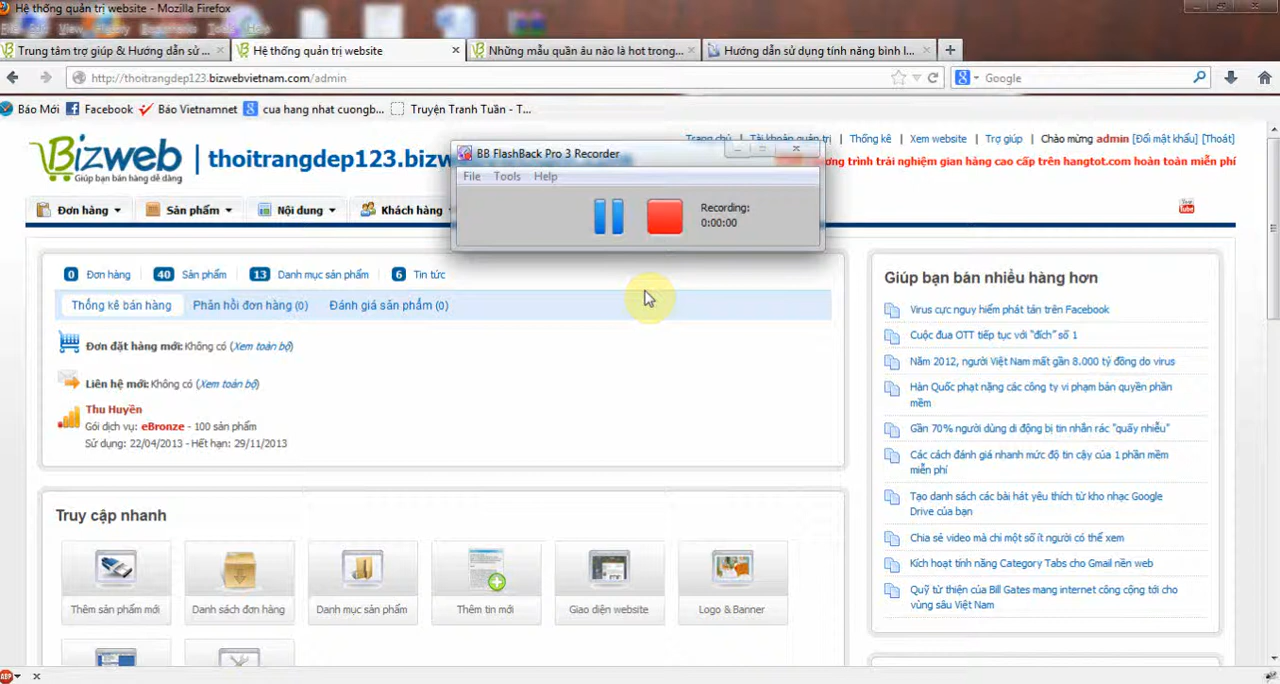 Hệ thống quản trị website - Mozilla Firefox
File Edit View History Bookmarks Tools Help
Trung tâm trợ giúp & Hướng dẫn sử ...
Hệ thống quản trị website
Những mẫu quần âu nào là hot trong...
Hướng dẫn sử dụng tính năng bình l...
http://thoitrangdep123.bizwebvietnam.com/admin
Google
Báo Mới
Facebook
Báo Vietnamnet
cua hang nhat cuongb...
Truyện Tranh Tuần - T...
Bizweb
Giúp bạn bán hàng dễ dàng
thoitrangdep123.bizw
Trang chủ | Tài khoản quản trị | Thống kê | Xem website | Trợ giúp | Chào mừng admin [Đổi mật khẩu] [Thoát]
ương trình trải nghiệm gian hàng cao cấp trên hangtot.com hoàn toàn miễn phí
BB FlashBack Pro 3 Recorder
File Tools Help
Recording:
0:00:00
Đơn hàng
Sản phẩm
Nội dung
Khách hàng
You Tube
0 Đơn hàng
40 Sản phẩm
13 Danh mục sản phẩm
6 Tin tức
Thống kê bán hàng
Phản hồi đơn hàng (0)
Đánh giá sản phẩm (0)
Đơn đặt hàng mới: Không có (Xem toàn bộ)
Liên hệ mới: Không có (Xem toàn bộ)
Thu Huyền
Gói dịch vụ: eBronze - 100 sản phẩm
Sử dụng: 22/04/2013 - Hết hạn: 29/11/2013
Truy cập nhanh
Thêm sản phẩm mới
Danh sách đơn hàng
Danh mục sản phẩm
Thêm tin mới
Giao diện website
Logo & Banner
Giúp bạn bán nhiều hàng hơn
Virus cực nguy hiểm phát tán trên Facebook
Cuộc đua OTT tiếp tục với "đích" số 1
Năm 2012, người Việt Nam mất gần 8.000 tỷ đồng do virus
Hàn Quốc phạt nặng các công ty vi phạm bản quyền phần
mềm
Gần 70% người dùng di động bị tin nhắn rác "quấy nhiễu"
Các cách đánh giá nhanh mức độ tin cậy của 1 phần mềm
miễn phí
Tạo danh sách các bài hát yêu thích từ kho nhạc Google
Drive của bạn
Chia sẻ video mà chỉ một số ít người có thể xem
Kích hoạt tính năng Category Tabs cho Gmail nền web
Quỹ từ thiện của Bill Gates mang internet công cộng tới cho
vùng sâu Việt Nam
ABP